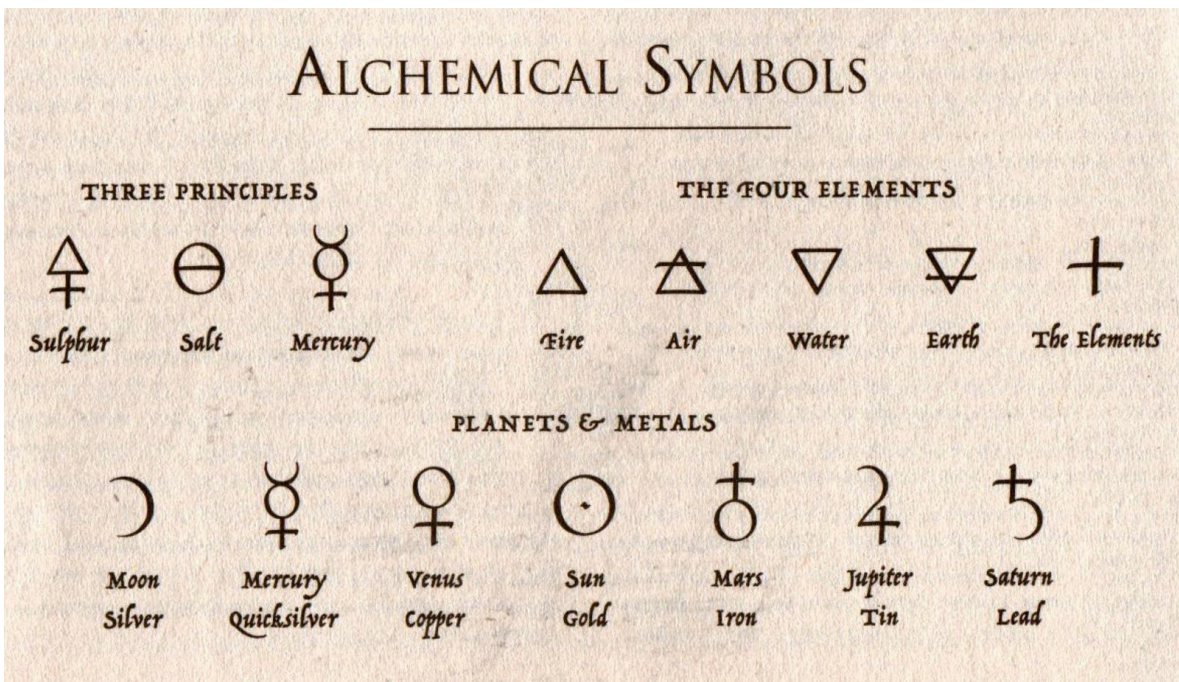 ALCHEMICAL SYMBOLS
THREE PRINCIPLES
Sulphur Salt Mercury
THE FOUR ELEMENTS
Fire Air Water Earth The Elements
PLANETS & METALS
Moon Mercury Venus Sun Mars Jupiter Saturn
Silver Quicksilver Copper Gold Iron Tin Lead